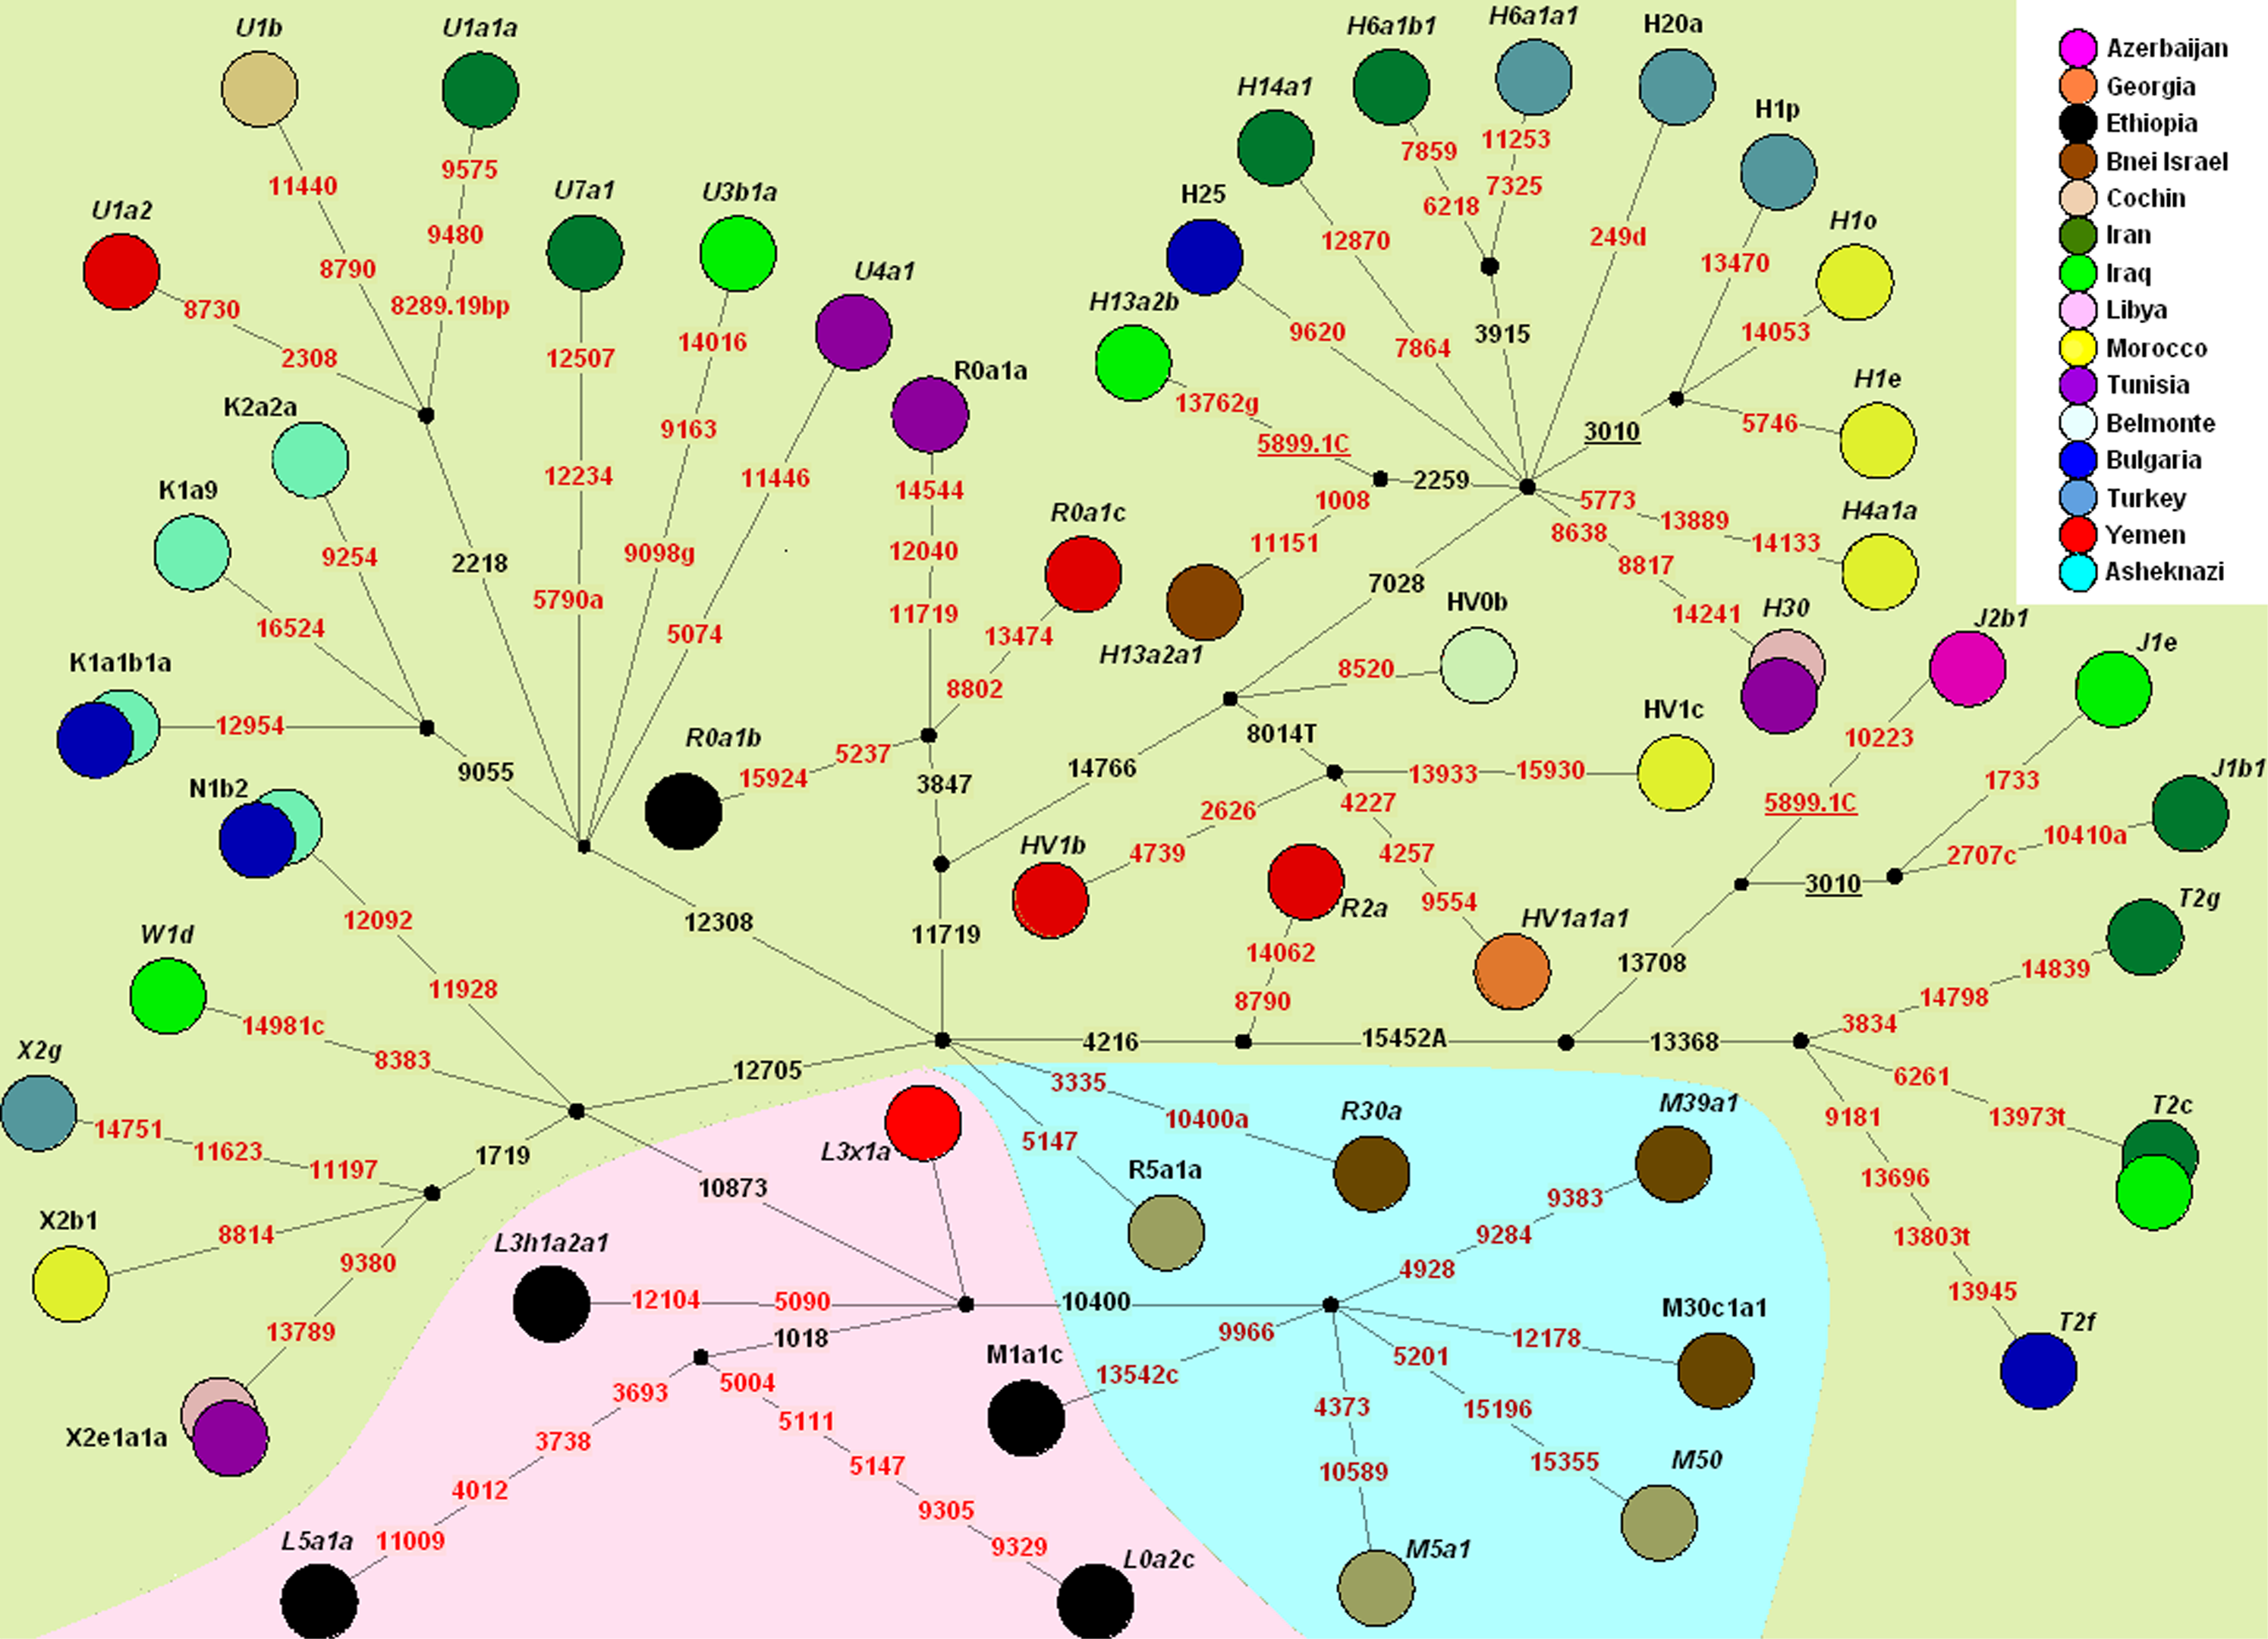 U1b
U1a1a
H6a1b1
H6a1a1
H20a
Azerbaijan
Georgia
Ethiopia
Bnei Israel
Cochin
Iran
Iraq
Libya
Morocco
Tunisia
Belmonte
Bulgaria
Turkey
Yemen
Asheknazi
H14a1
H1p
11440
9575
7859
11253
U1a2
U7a1
U3b1a
H25
6218
7325
H1o
8790
9480
12870
249d
13470
8730
8289.19bp
U4a1
H13a2b
2308
12507
14016
9620
7864
3915
14053
K2a2a
R0a1a
13762g
H1e
9163
5899.1C
3010
5746
K1a9
12234
11446
14544
2259
9254
2218
9098g
12040
R0a1c
1008
5773
13889
H4a1a
11151
8638
14133
16524
5790a
5074
11719
13474
7028
8817
H13a2a1
HV0b
14241
H30
J2b1
J1e
K1a1b1a
12954
8802
8520
HV1c
R0a1b
5237
8014T
10223
9055
15924
3847
14766
13933
15930
1733
J1b1
N1b2
2626
4227
5899.1C
10410a
HV1b
4739
4257
2707c
12092
12308
11719
R2a
9554
3010
T2g
W1d
HV1a1a1
11928
14062
13708
14839
14981c
8790
14798
X2g
8383
12705
4216
15452A
13368
3834
3335
6261
14751
11623
11197
1719
L3x1a
5147
10400a
R30a
M39a1
9181
13973t
T2c
10873
R5a1a
13696
X2b1
8814
L3h1a2a1
9383
9284
13803t
9380
12104
5090
10400
4928
13945
13789
1018
M1a1c
9966
12178
M30c1a1
T2f
3693
5004
13542c
5201
X2e1a1a
3738
5111
4373
15196
4012
5147
10589
15355
M50
L5a1a
11009
9305
9329
L0a2c
M5a1